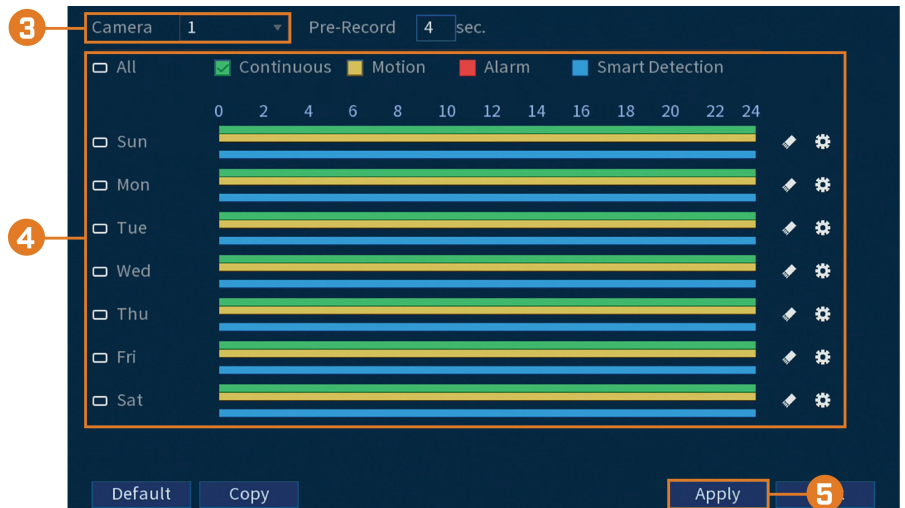 3 Camera 1 Pre-Record 4 sec.
All Continuous Motion Alarm Smart Detection
0 2 4 6 8 10 12 14 16 18 20 22 24
Sun
Mon
4 Tue
Wed
Thu
Fri
Sat
Default Copy Apply 5